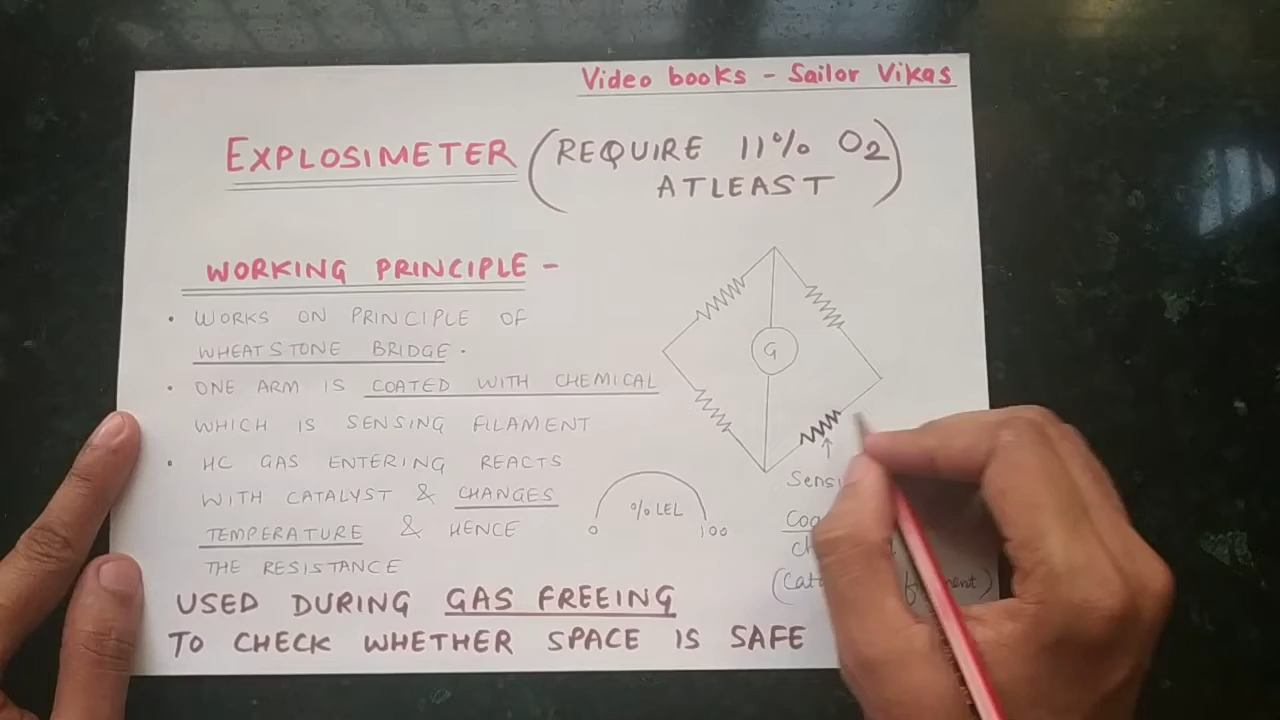 Video books - Sailor Vikas
EXPLOSIMETER (REQUIRE 11% O2
ATLEAST)
WORKING PRINCIPLE -
• WORKS ON PRINCIPLE OF
WHEATSTONE BRIDGE.
• ONE ARM IS COATED WITH CHEMICAL
WHICH IS SENSING FILAMENT
• HC GAS ENTERING REACTS
WITH CATALYST & CHANGES
TEMPERATURE & HENCE
THE RESISTANCE
USED DURING GAS FREEING
TO CHECK WHETHER SPACE IS SAFE
G
% LEL
0 100